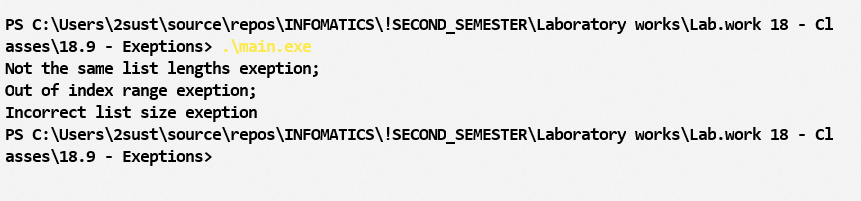 PS C:\Users\2sust\source\repos\INFOMATICS\!SECOND_SEMESTER\Laboratory works\Lab.work 18 - Cl
asses\18.9 - Exeptions> .\main.exe
Not the same list lengths exeption;
Out of index range exeption;
Incorrect list size exeption
PS C:\Users\2sust\source\repos\INFOMATICS\!SECOND_SEMESTER\Laboratory works\Lab.work 18 - Cl
asses\18.9 - Exeptions>